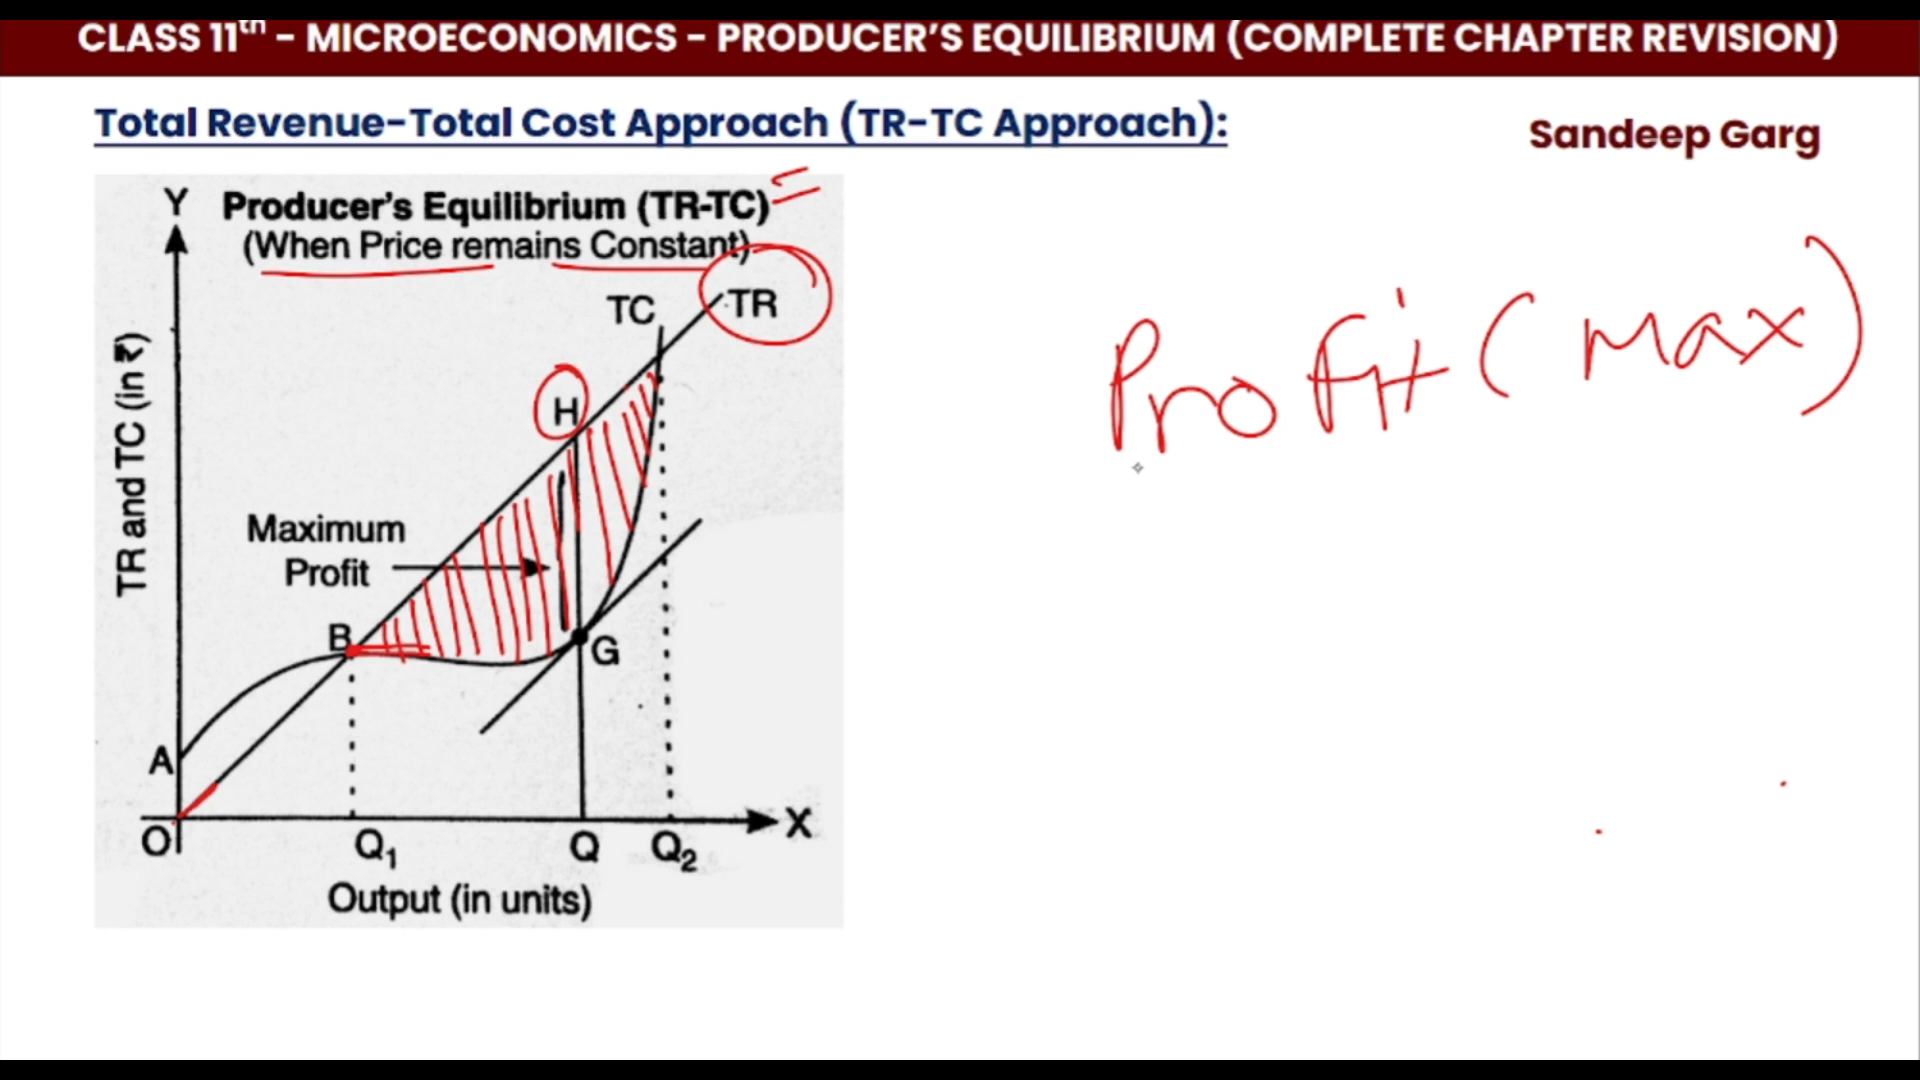 CLASS 11th - MICROECONOMICS - PRODUCER'S EQUILIBRIUM (COMPLETE CHAPTER REVISION)
Total Revenue-Total Cost Approach (TR-TC Approach):
Sandeep Garg
Y
Producer's Equilibrium (TR-TC)
(When Price remains Constant)
TC
TR
Profit (Max)
H
TR and TC (in ₹)
Maximum
Profit
B
G
A
O
Q1
Q
Q2
X
Output (in units)